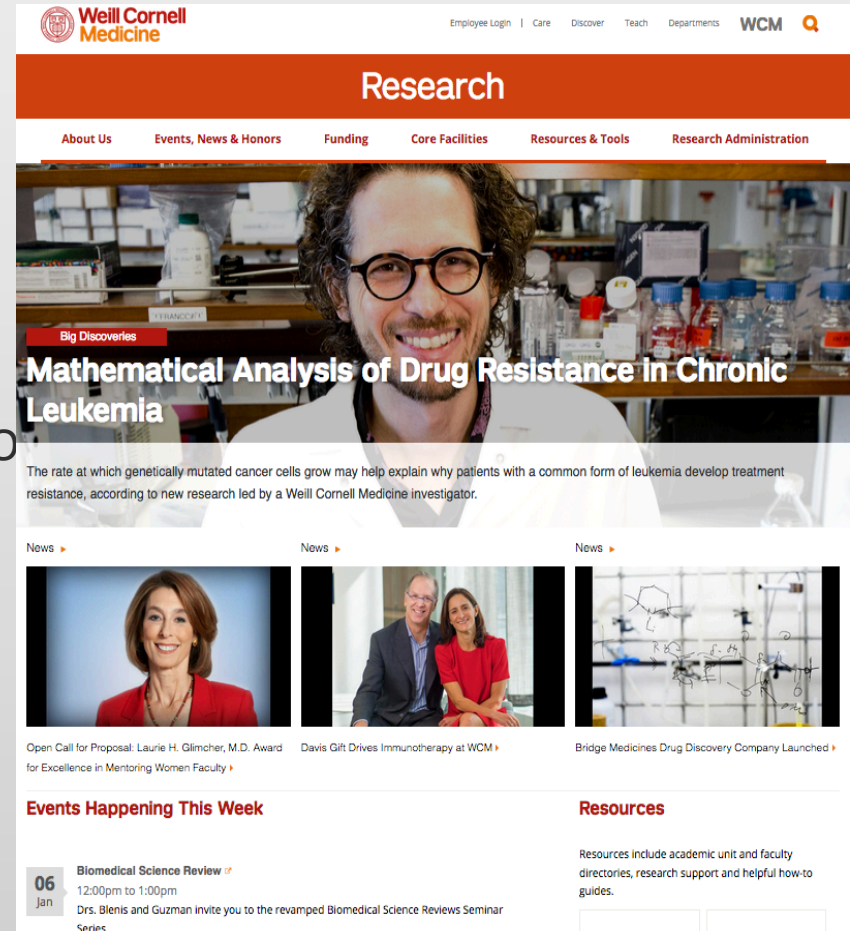 Weill Cornell
Medicine
Employee Login | Care Discover Teach Departments WCM
Research
About Us Events, News & Honors Funding Core Facilities Resources & Tools Research Administration
Big Discoveries
Mathematical Analysis of Drug Resistance in Chronic
Leukemia
The rate at which genetically mutated cancer cells grow may help explain why patients with a common form of leukemia develop treatment
resistance, according to new research led by a Weill Cornell Medicine investigator.
News News News
Open Call for Proposal: Laurie H. Glimcher, M.D. Award
for Excellence in Mentoring Women Faculty
Davis Gift Drives Immunotherapy at WCM
Bridge Medicines Drug Discovery Company Launched
Events Happening This Week
06
Jan
Biomedical Science Review
12:00pm to 1:00pm
Drs. Blenis and Guzman invite you to the revamped Biomedical Science Reviews Seminar
Series
Resources
Resources include academic unit and faculty
directories, research support and helpful how-to
guides.